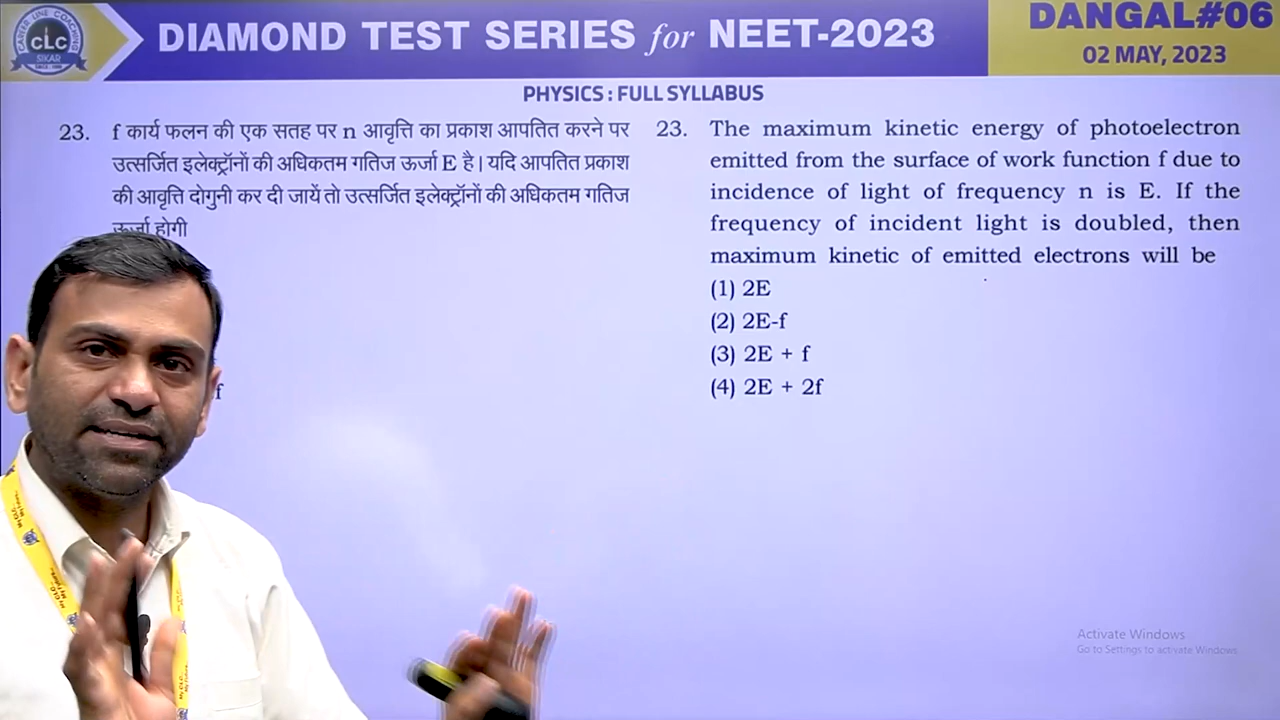 CAREER LINE COACHING
CLC
SIKAR
DIAMOND TEST SERIES for NEET-2023
DANGAL#06
02 MAY, 2023
PHYSICS : FULL SYLLABUS
23. f कार्य फलन की एक सतह पर n आवृत्ति का प्रकाश आपतित करने पर
उत्सर्जित इलेक्ट्रॉनों की अधिकतम गतिज ऊर्जा E है। यदि आपतित प्रकाश
की आवृत्ति दोगुनी कर दी जायें तो उत्सर्जित इलेक्ट्रॉनों की अधिकतम गतिज
ऊर्जा होगी
f
23. The maximum kinetic energy of photoelectron
emitted from the surface of work function f due to
incidence of light of frequency n is E. If the
frequency of incident light is doubled, then
maximum kinetic of emitted electrons will be
(1) 2E
(2) 2E-f
(3) 2E + f
(4) 2E + 2f
Activate Windows
Go to Settings to activate Windows